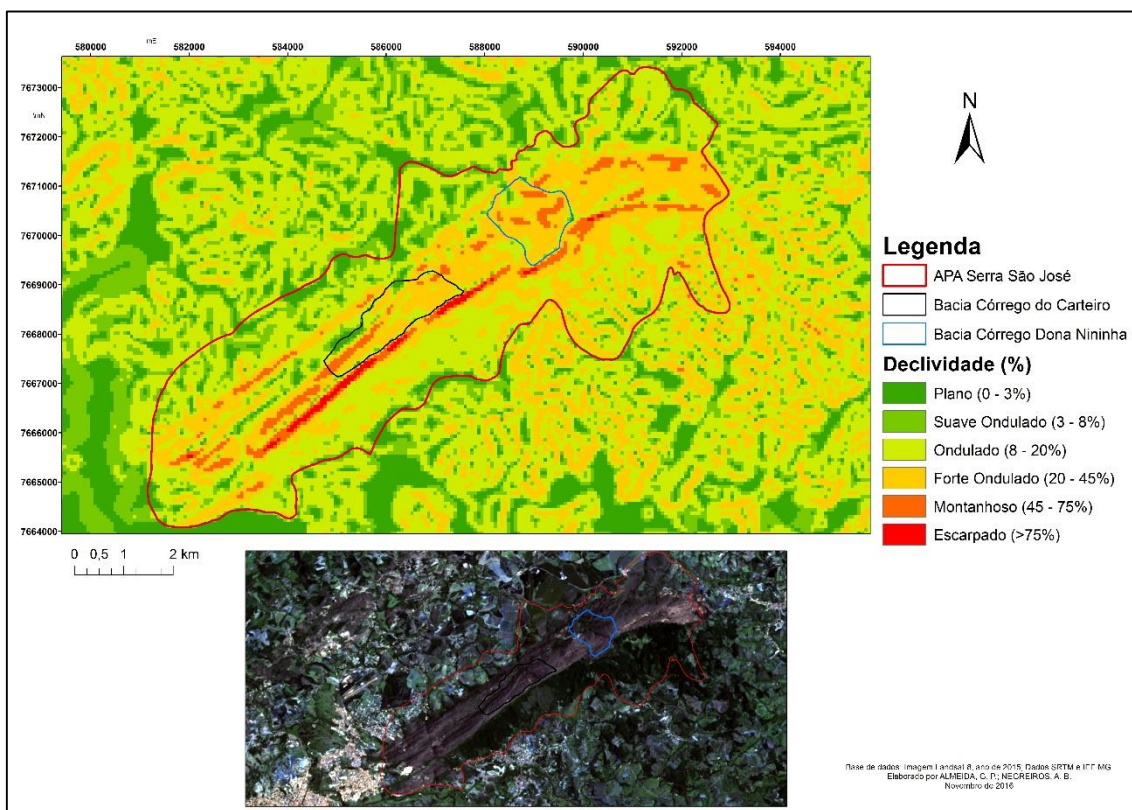 580000 mE 582000 584000 586000 588000 590000 592000 594000
7673000
7672000
7671000
7670000
7669000
7668000
7667000
7666000
7665000
7664000
N
Legenda
APA Serra São José
Bacia Córrego do Carteiro
Bacia Córrego Dona Nininha
Declividade (%)
Plano (0 - 3%)
Suave Ondulado (3 - 8%)
Ondulado (8 - 20%)
Forte Ondulado (20 - 45%)
Montanhoso (45 - 75%)
Escarpado (>75%)
0 0,5 1 2 km
Base de dados: Imagem Landsat 8, ano de 2015, Dados SRTM e IEF MG
Elaborado por ALMEIDA, G. P.; NEGREIROS, A. B.
Novembro de 2016